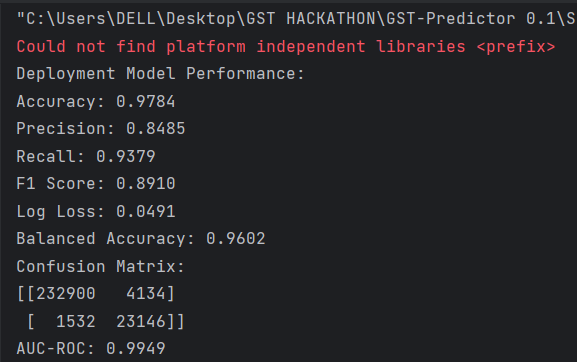 "C:\Users\DELL\Desktop\GST HACKATHON\GST-Predictor 0.1\S
Could not find platform independent libraries <prefix>
Deployment Model Performance:
Accuracy: 0.9784
Precision: 0.8485
Recall: 0.9379
F1 Score: 0.8910
Log Loss: 0.0491
Balanced Accuracy: 0.9602
Confusion Matrix:
[[232900   4134]
 [  1532  23146]]
AUC-ROC: 0.9949